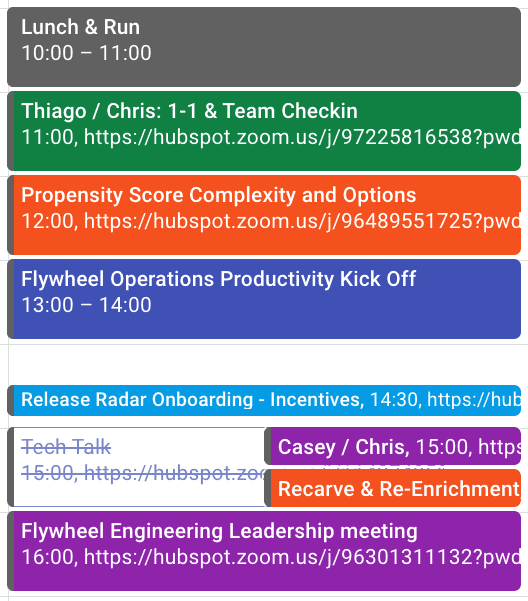 Lunch & Run
10:00 – 11:00
Thiago / Chris: 1-1 & Team Checkin
11:00, https://hubspot.zoom.us/j/97225816538?pwd
Propensity Score Complexity and Options
12:00, https://hubspot.zoom.us/j/96489551725?pwd
Flywheel Operations Productivity Kick Off
13:00 – 14:00
Release Radar Onboarding - Incentives, 14:30, https://hub
Tech Talk
15:00, https://hubspot.zoo
Casey / Chris, 15:00, https
Recarve & Re-Enrichment
Flywheel Engineering Leadership meeting
16:00, https://hubspot.zoom.us/j/96301311132?pwd